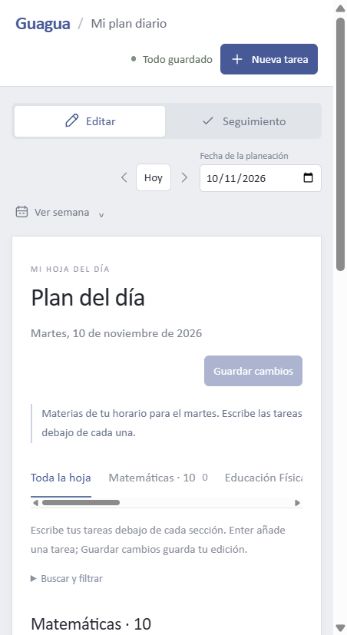 Guagua / Mi plan diario
Todo guardado
+ Nueva tarea
Editar
Seguimiento
Fecha de la planeación
Hoy
10/11/2026
Ver semana
MI HOJA DEL DÍA
Plan del día
Martes, 10 de noviembre de 2026
Guardar cambios
Materias de tu horario para el martes. Escribe las tareas
debajo de cada una.
Toda la hoja Matemáticas · 10 0 Educación Física
Escribe tus tareas debajo de cada sección. Enter añade
una tarea; Guardar cambios guarda tu edición.
Buscar y filtrar
Matemáticas · 10